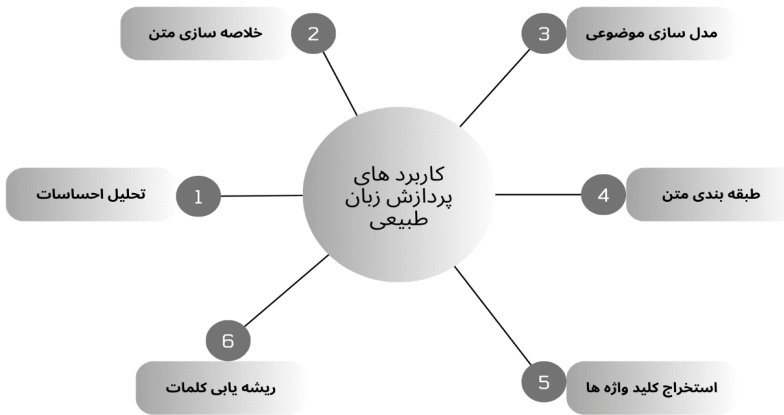 کاربرد های
پردازش زبان
طبیعی
1
تحلیل احساسات
2
خلاصه سازی متن
3
مدل سازی موضوعی
4
طبقه بندی متن
5
استخراج کلید واژه ها
6
ریشه یابی کلمات